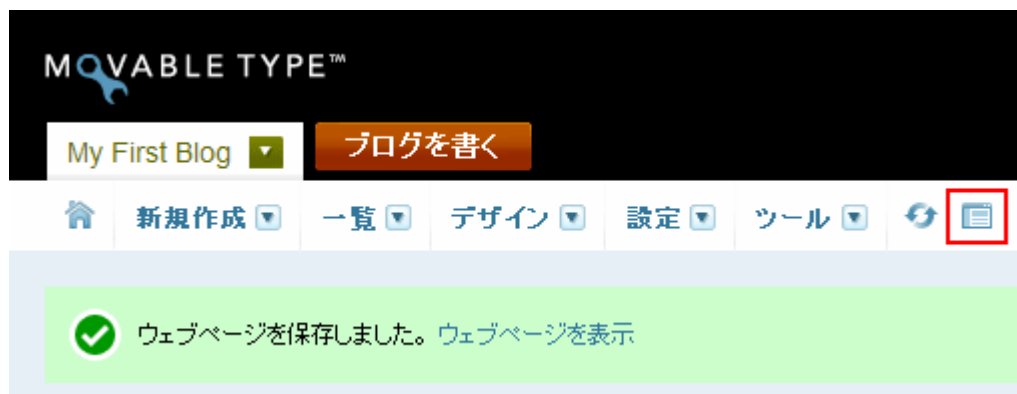 MOVABLE TYPE™
My First Blog ブログを書く
新規作成 一覧 デザイン 設定 ツール
ウェブページを保存しました。ウェブページを表示